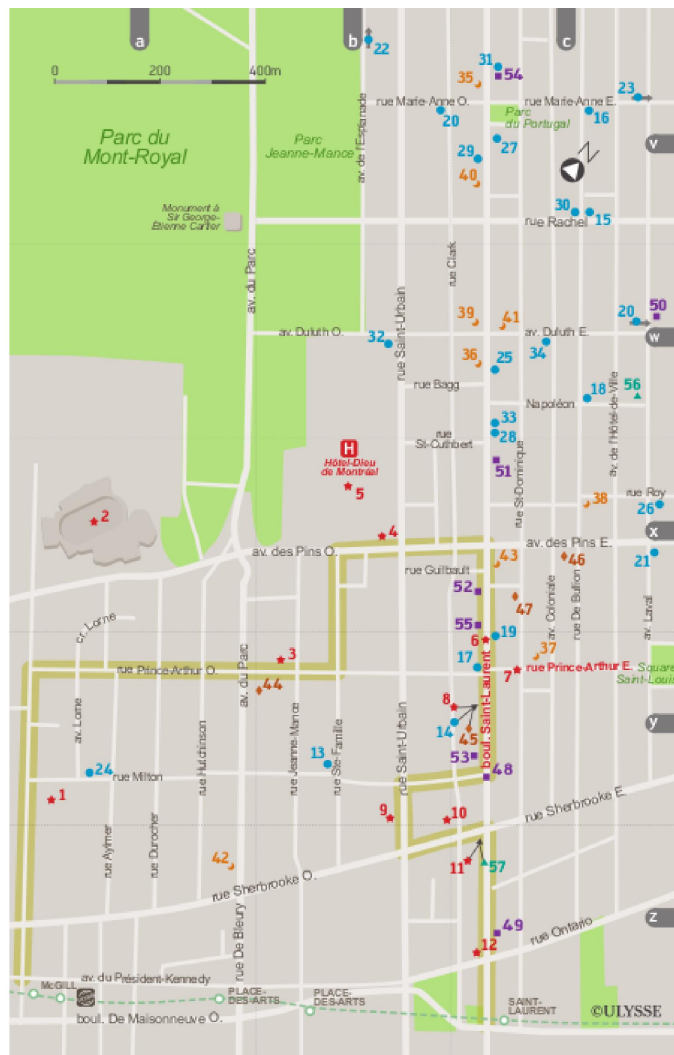 a
b
c
22
31
54
35
23
0
200
400m
rue Marie-Anne O.
rue Marie-Anne E.
20
16
Parc
du Portugal
Parc du
Mont-Royal
Parc
Jeanne-Mance
av. de l'Esplanade
29
27
v
40
N
Monument à
Sir George-
Étienne Cartier
30
15
rue Rachel
av. du Parc
rue Clark
rue Saint-Urbain
39
41
20
50
av. Duluth O.
av. Duluth E.
w
32
34
36
25
rue Bagg
18
56
Napoléon
av. de l'Hôtel-de-Ville
33
28
rue
St-Cuthbert
H
Hôtel-Dieu
de Montréal
51
rue St-Dominique
5
rue Roy
38
26
2
4
x
av. des Pins O.
av. des Pins E.
43
46
21
rue Guilbault
52
47
av. Coloniale
rue De Bullion
av. Laval
cr. Lorne
55
6
19
3
37
17
7
rue Prince-Arthur O.
rue Prince-Arthur E.
Square
Saint-Louis
boul. Saint-Laurent
44
av. du Parc
8
14
45
y
av. Lorne
rue Hutchinson
rue Jeanne-Mance
rue Ste-Famille
rue Saint-Urbain
13
53
48
24
rue Milton
1
9
10
rue Sherbrooke E.
rue Aylmer
rue Durocher
42
11
57
rue Sherbrooke O.
rue De Bleury
z
49
12
rue Ontario
av. du Président-Kennedy
McGILL
PLACE-
DES-ARTS
PLACE-
DES-ARTS
SAINT-
LAURENT
©ULYSSE
boul. De Maisonneuve O.